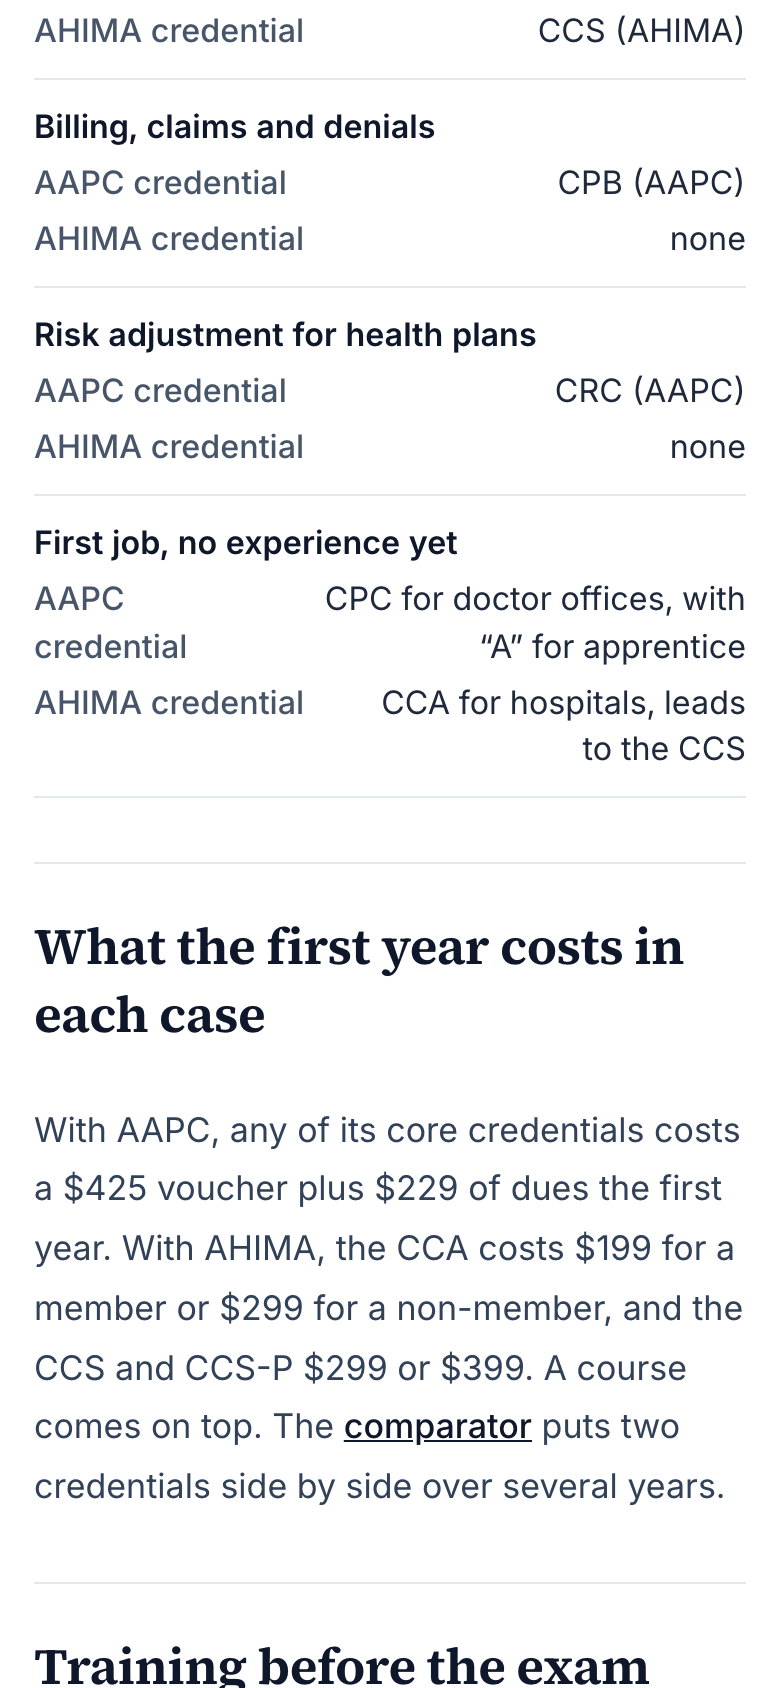 AHIMA credential CCS (AHIMA)
Billing, claims and denials
AAPC credential CPB (AAPC)
AHIMA credential none
Risk adjustment for health plans
AAPC credential CRC (AAPC)
AHIMA credential none
First job, no experience yet
AAPC credential CPC for doctor offices, with
“A” for apprentice
AHIMA credential CCA for hospitals, leads
to the CCS
What the first year costs in
each case
With AAPC, any of its core credentials costs
a $425 voucher plus $229 of dues the first
year. With AHIMA, the CCA costs $199 for a
member or $299 for a non-member, and the
CCS and CCS-P $299 or $399. A course
comes on top. The comparator puts two
credentials side by side over several years.
Training before the exam